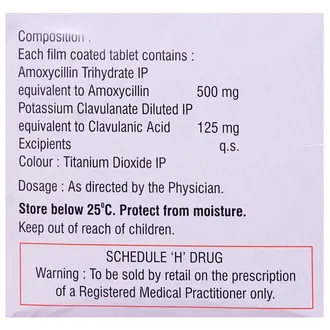 Composition :
Each film coated tablet contains :
Amoxycillin Trihydrate IP
equivalent to Amoxycillin 500 mg
Potassium Clavulanate Diluted IP
equivalent to Clavulanic Acid 125 mg
Excipients q.s.
Colour : Titanium Dioxide IP
Dosage : As directed by the Physician.
Store below 25°C. Protect from moisture.
Keep out of reach of children.
SCHEDULE 'H' DRUG
Warning : To be sold by retail on the prescription
of a Registered Medical Practitioner only.